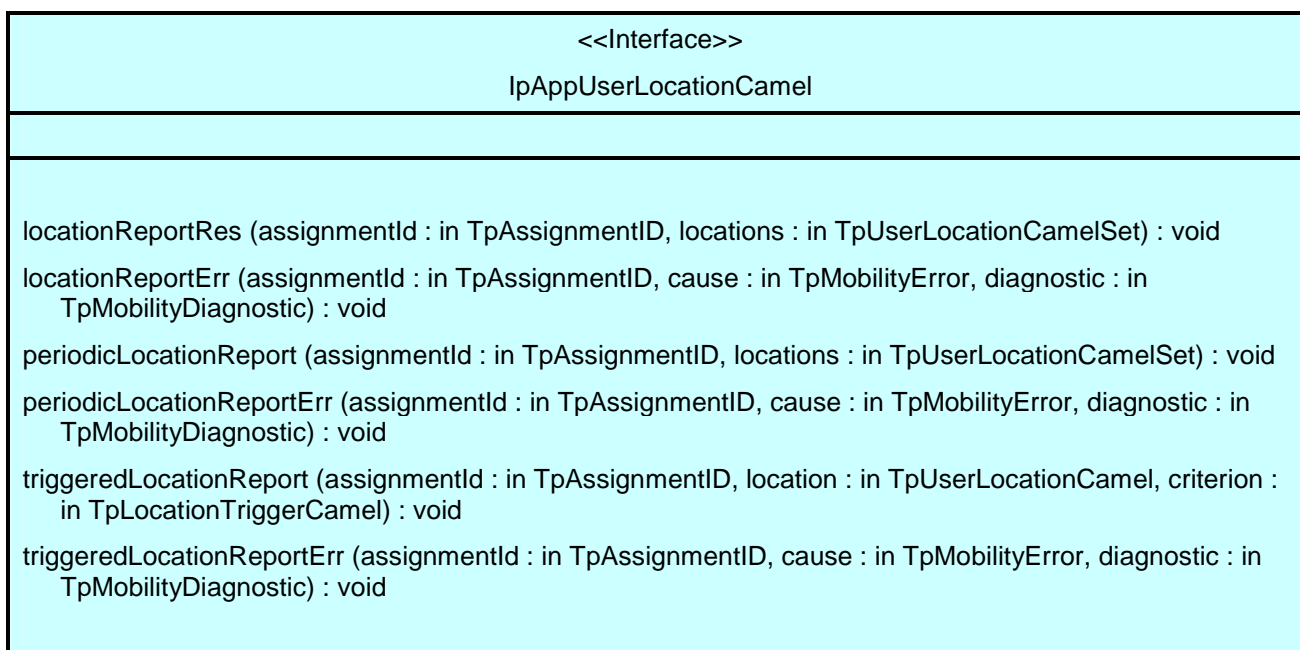 <<Interface>>
IpAppUserLocationCamel
locationReportRes (assignmentId : in TpAssignmentID, locations : in TpUserLocationCamelSet) : void
locationReportErr (assignmentId : in TpAssignmentID, cause : in TpMobilityError, diagnostic : in
TpMobilityDiagnostic) : void
periodicLocationReport (assignmentId : in TpAssignmentID, locations : in TpUserLocationCamelSet) : void
periodicLocationReportErr (assignmentId : in TpAssignmentID, cause : in TpMobilityError, diagnostic : in
TpMobilityDiagnostic) : void
triggeredLocationReport (assignmentId : in TpAssignmentID, location : in TpUserLocationCamel, criterion :
in TpLocationTriggerCamel) : void
triggeredLocationReportErr (assignmentId : in TpAssignmentID, cause : in TpMobilityError, diagnostic : in
TpMobilityDiagnostic) : void